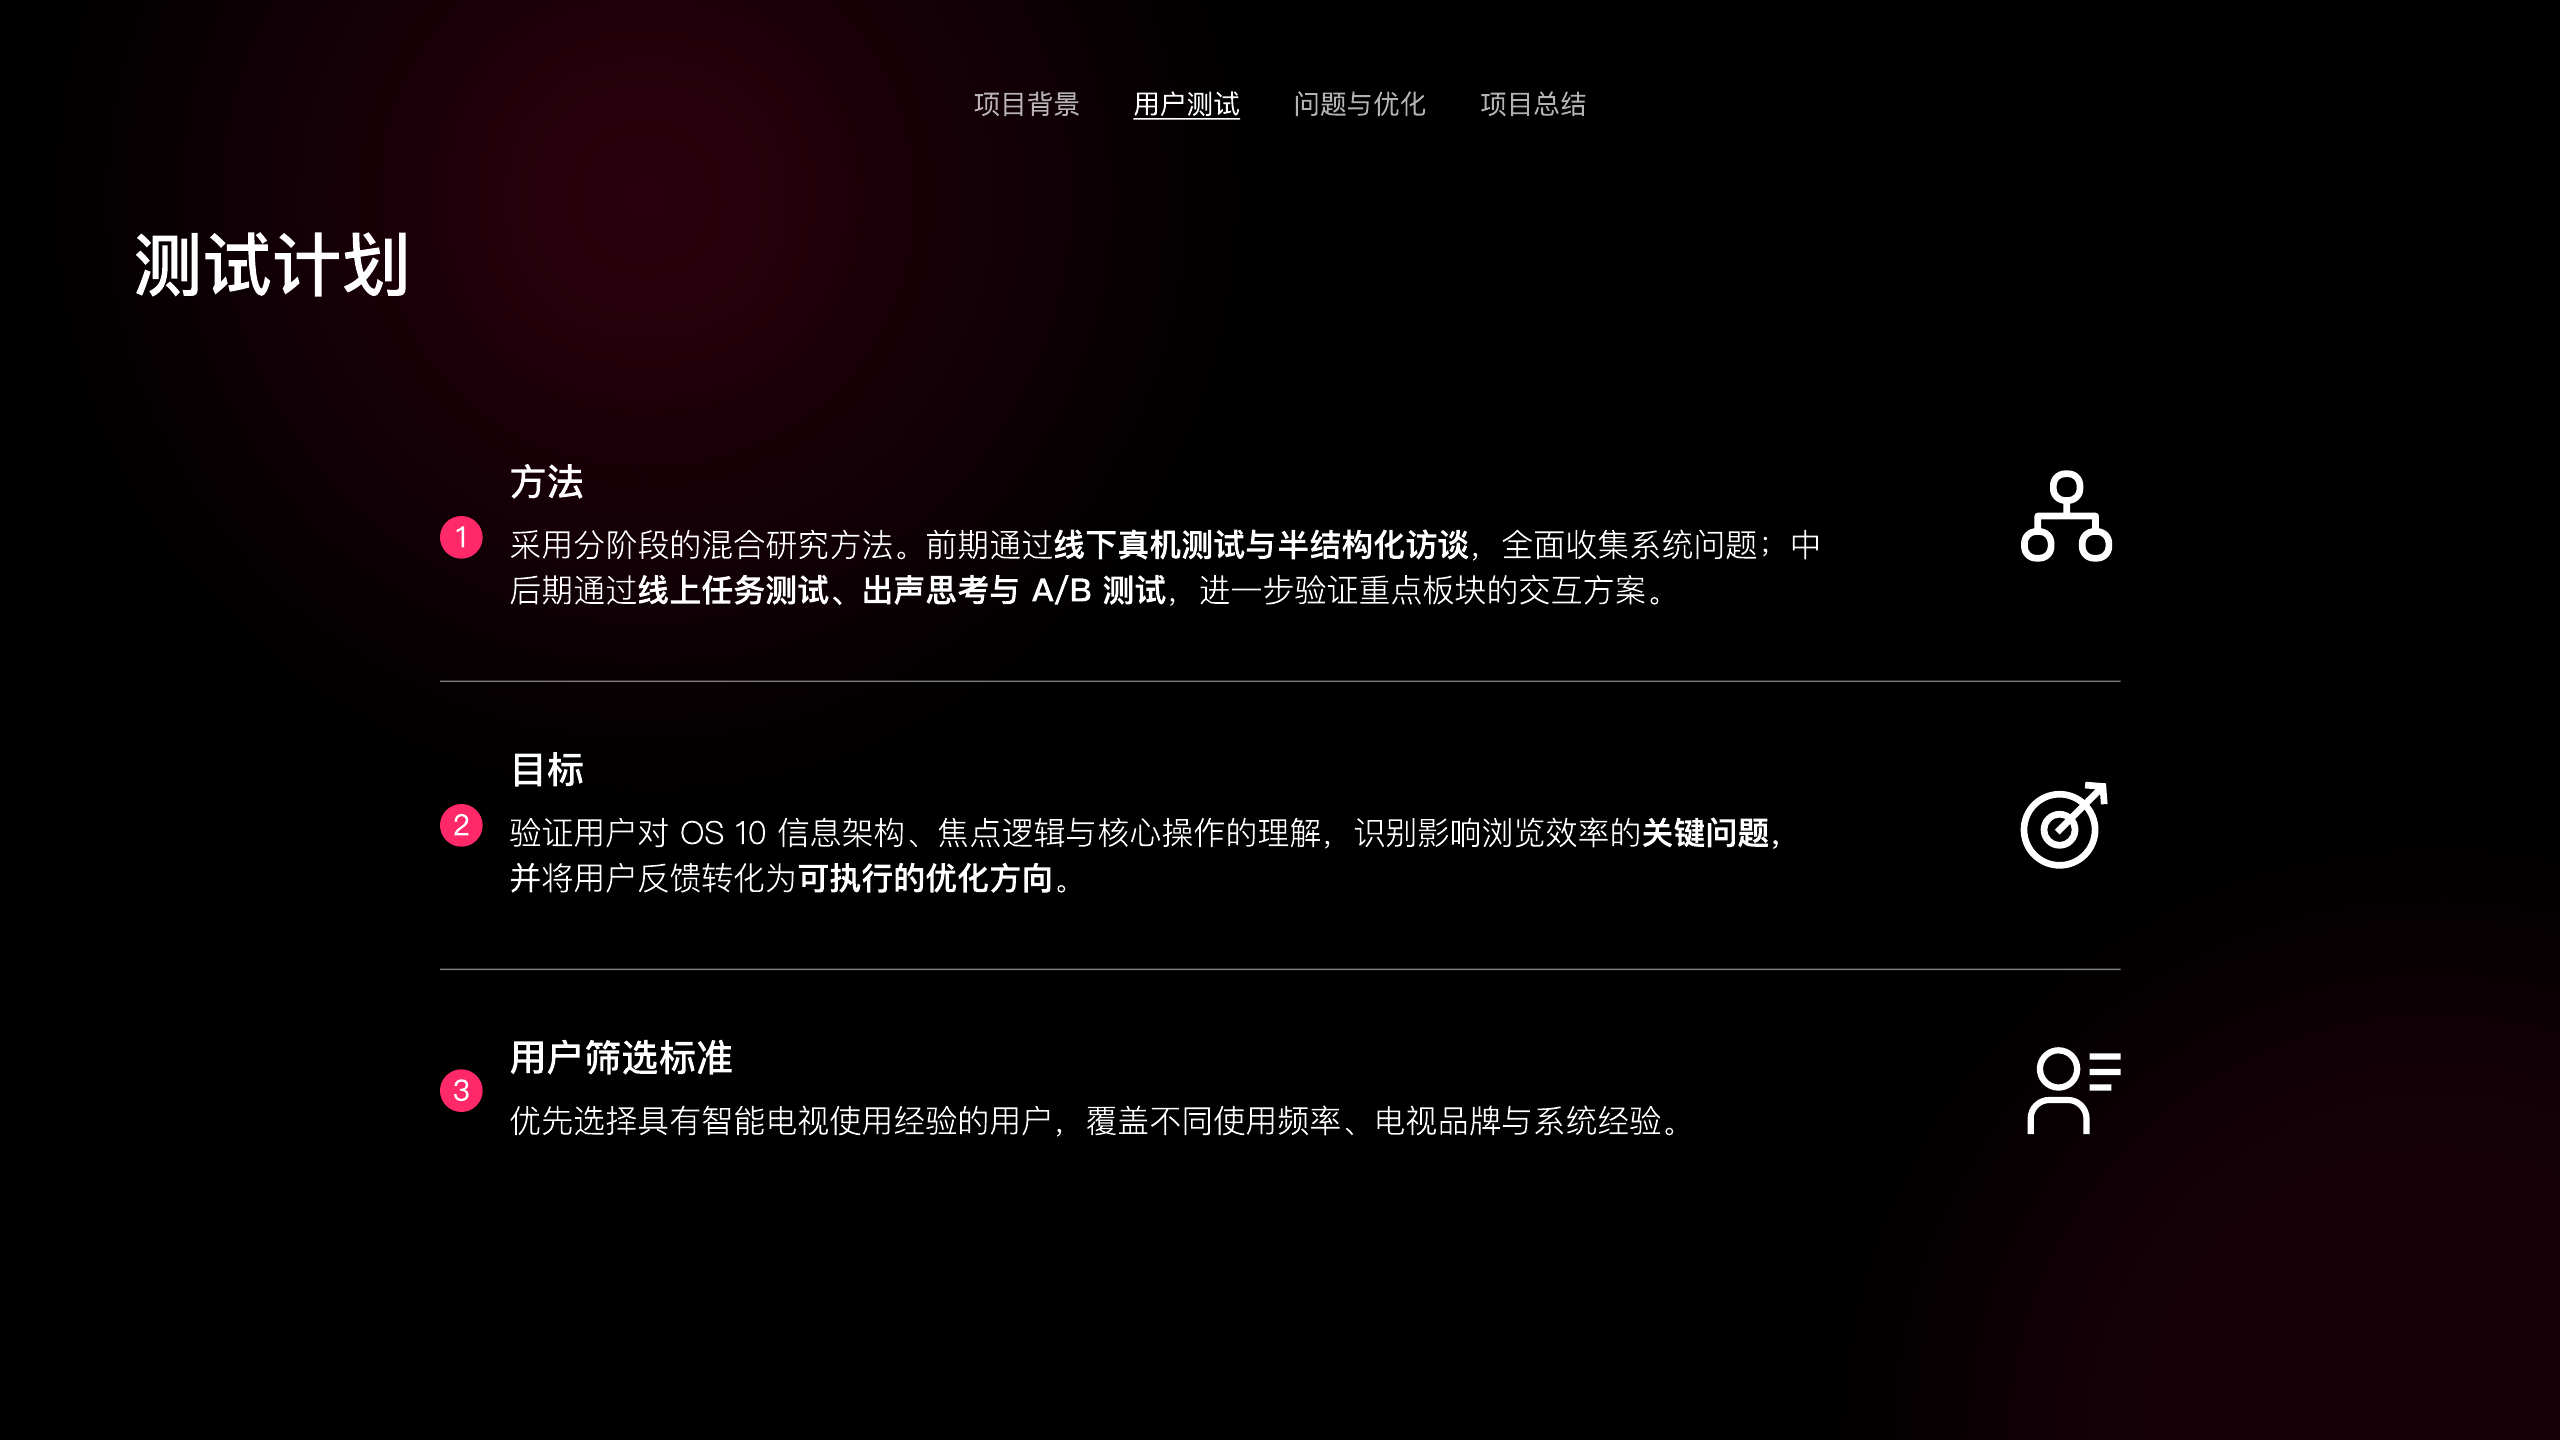 项目背景 用户测试 问题与优化 项目总结
测试计划
方法
1
采用分阶段的混合研究方法。前期通过线下真机测试与半结构化访谈，全面收集系统问题；中
后期通过线上任务测试、出声思考与 A/B 测试，进一步验证重点板块的交互方案。
目标
2
验证用户对 OS 10 信息架构、焦点逻辑与核心操作的理解，识别影响浏览效率的关键问题，
并将用户反馈转化为可执行的优化方向。
用户筛选标准
3
优先选择具有智能电视使用经验的用户，覆盖不同使用频率、电视品牌与系统经验。